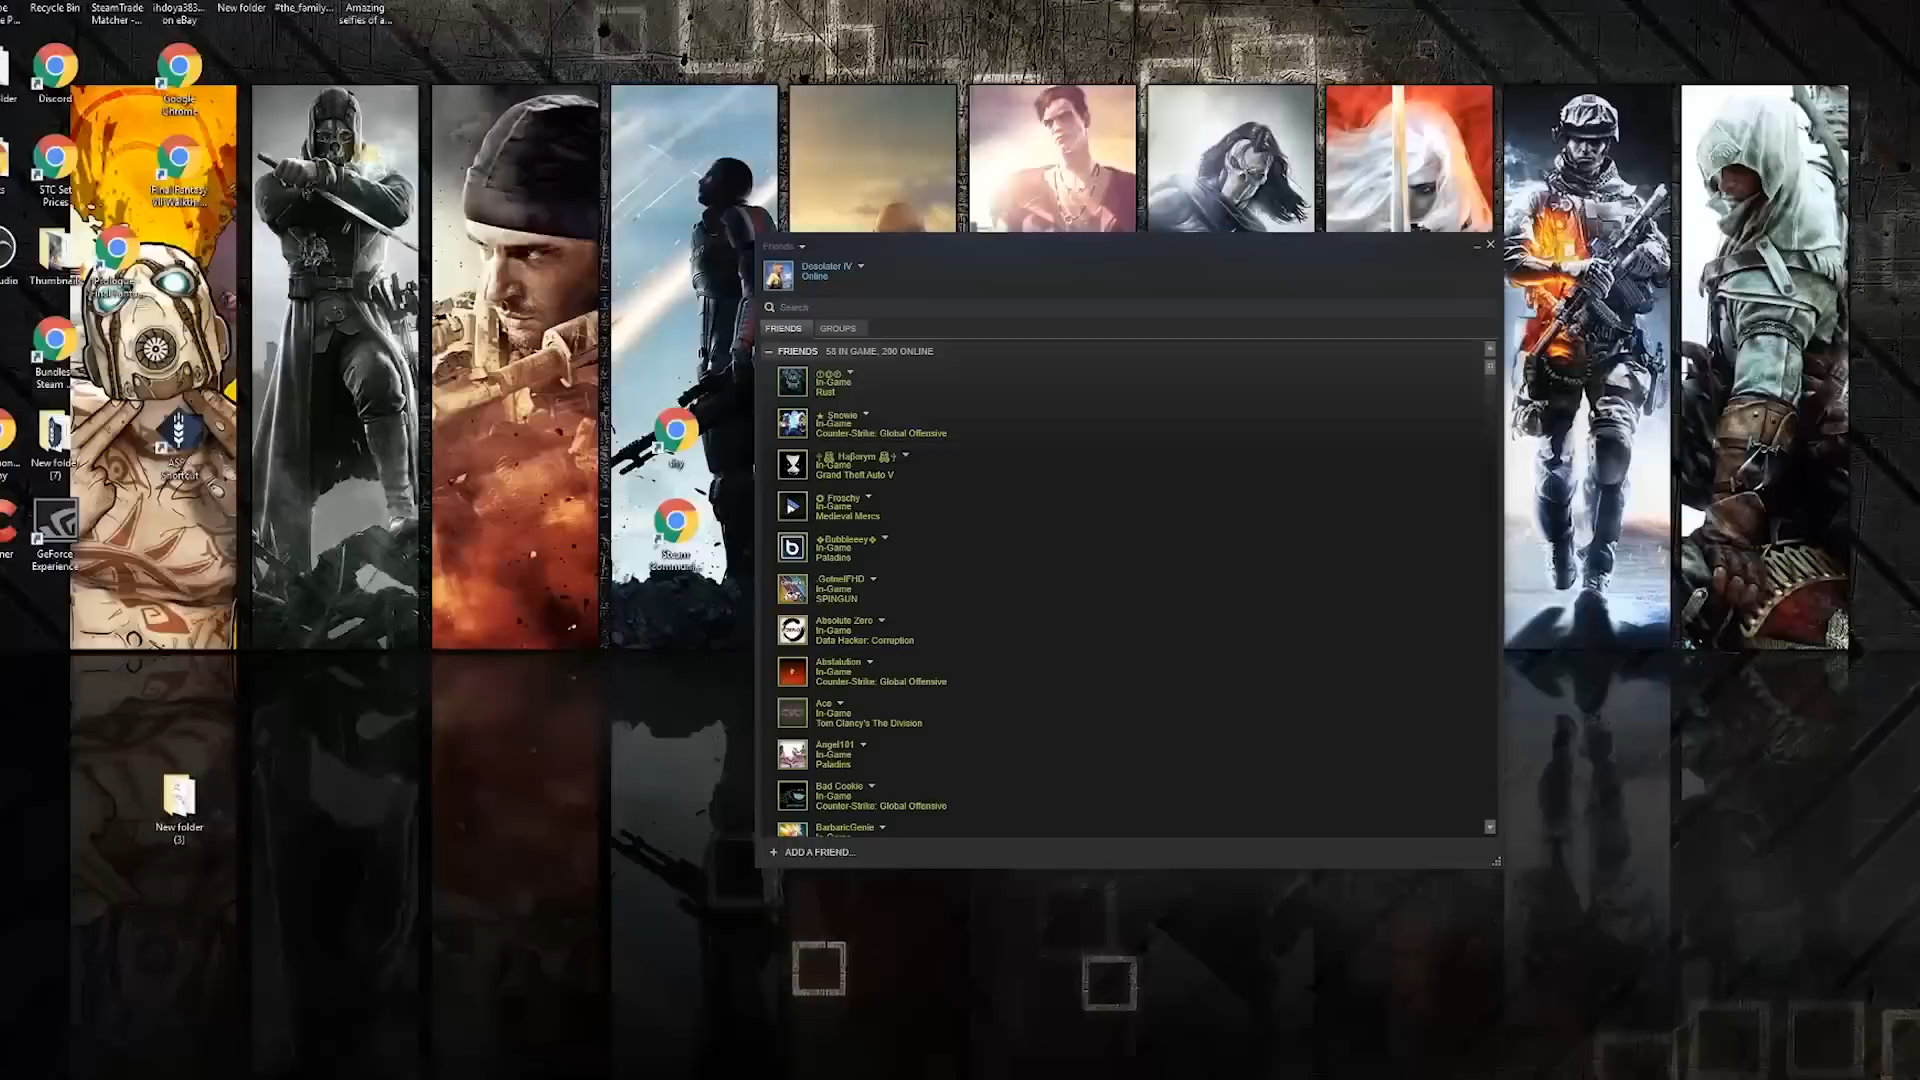 Recycle Bin
SteamTrade
Matcher -...
ihdoya383...
on eBay
New folder
#the_family...
Amazing
selfies of a...
Discord
Google
Chrome
STC Set
Prices
Final Fantasy
VII Walkthr...
Thumbnails
Bundles
Steam ...
New folder
(7)
ASF
Shortcut
GeForce
Experience
shy
Steam
Communi...
New folder
(3)
Friends
Desolater IV
Online
Search
FRIENDS
GROUPS
FRIENDS 58 IN GAME, 200 ONLINE
In-Game
Rust
★ Snowie
In-Game
Counter-Strike: Global Offensive
Haβorym
In-Game
Grand Theft Auto V
✪ Froschy
In-Game
Medieval Mercs
❖Bubbleeey❖
In-Game
Paladins
In-Game
SPINGUN
Absolute Zero
In-Game
Data Hacker: Corruption
Abstalution
In-Game
Counter-Strike: Global Offensive
Ace
In-Game
Tom Clancy's The Division
Angel101
In-Game
Paladins
Bad Cookie
In-Game
Counter-Strike: Global Offensive
BarbaricGenie
+ ADD A FRIEND...